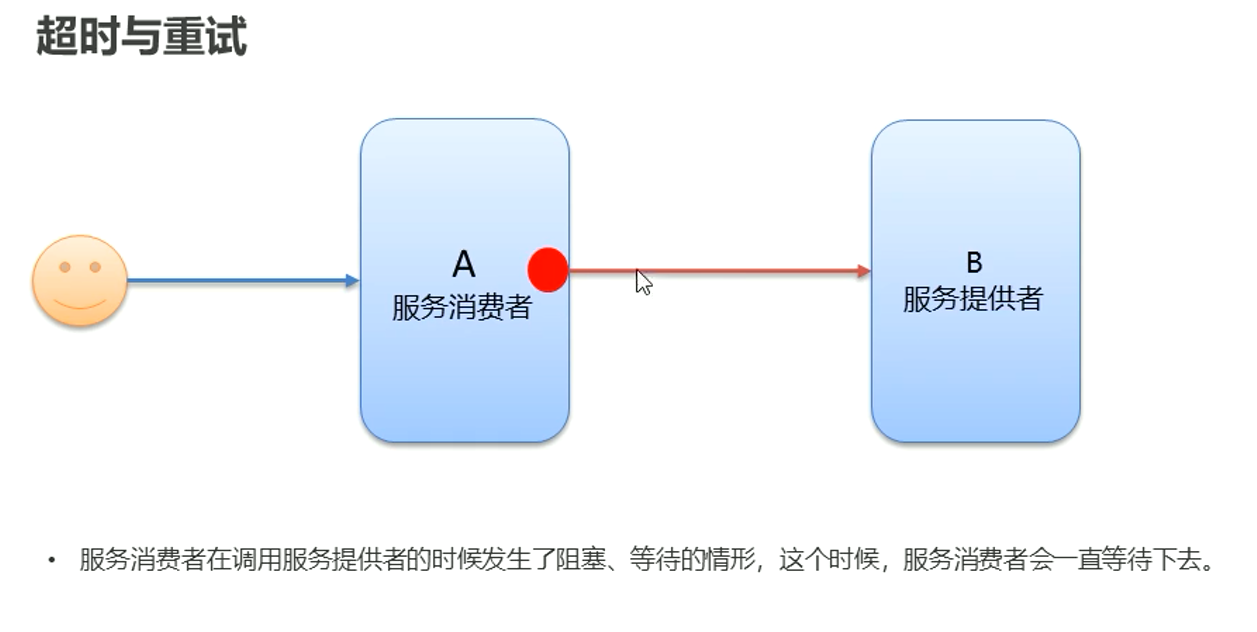 超时与重试
A
服务消费者
B
服务提供者
• 服务消费者在调用服务提供者的时候发生了阻塞、等待的情形，这个时候，服务消费者会一直等待下去。